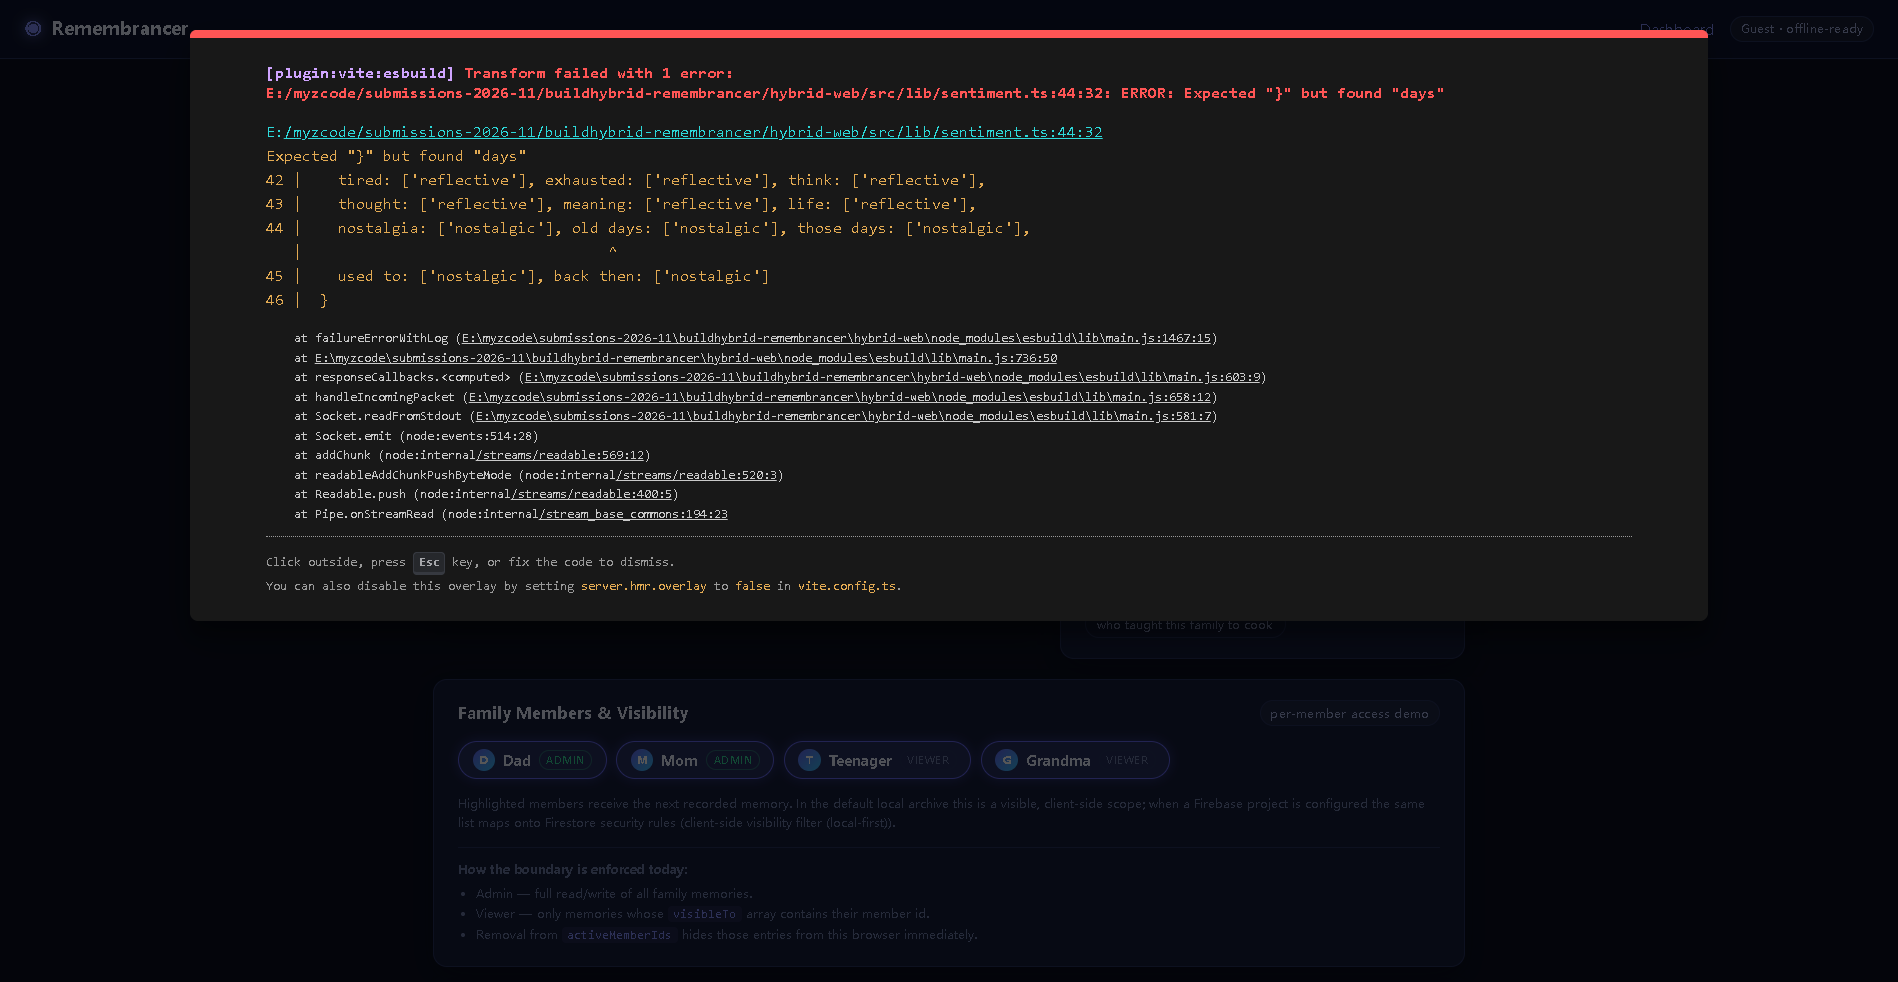 Remembrancer
Dashboard
Guest · offline-ready
[plugin:vite:esbuild] Transform failed with 1 error:
E:/myzcode/submissions-2026-11/buildhybrid-remembrancer/hybrid-web/src/lib/sentiment.ts:44:32: ERROR: Expected "}" but found "days"
E:/myzcode/submissions-2026-11/buildhybrid-remembrancer/hybrid-web/src/lib/sentiment.ts:44:32
Expected "}" but found "days"
42 |    tired: ['reflective'], exhausted: ['reflective'], think: ['reflective'],
43 |    thought: ['reflective'], meaning: ['reflective'], life: ['reflective'],
44 |    nostalgia: ['nostalgic'], old days: ['nostalgic'], those days: ['nostalgic'],
   |                                  ^
45 |    used to: ['nostalgic'], back then: ['nostalgic']
46 |  }
at failureErrorWithLog (E:\myzcode\submissions-2026-11\buildhybrid-remembrancer\hybrid-web\node_modules\esbuild\lib\main.js:1467:15)
at E:\myzcode\submissions-2026-11\buildhybrid-remembrancer\hybrid-web\node_modules\esbuild\lib\main.js:736:50
at responseCallbacks.<computed> (E:\myzcode\submissions-2026-11\buildhybrid-remembrancer\hybrid-web\node_modules\esbuild\lib\main.js:603:9)
at handleIncomingPacket (E:\myzcode\submissions-2026-11\buildhybrid-remembrancer\hybrid-web\node_modules\esbuild\lib\main.js:658:12)
at Socket.readFromStdout (E:\myzcode\submissions-2026-11\buildhybrid-remembrancer\hybrid-web\node_modules\esbuild\lib\main.js:581:7)
at Socket.emit (node:events:514:28)
at addChunk (node:internal/streams/readable:569:12)
at readableAddChunkPushByteMode (node:internal/streams/readable:520:3)
at Readable.push (node:internal/streams/readable:400:5)
at Pipe.onStreamRead (node:internal/stream_base_commons:194:23
Click outside, press Esc key, or fix the code to dismiss.
You can also disable this overlay by setting server.hmr.overlay to false in vite.config.ts.
who taught this family to cook
Family Members & Visibility
per-member access demo
D Dad ADMIN
M Mom ADMIN
T Teenager VIEWER
G Grandma VIEWER
Highlighted members receive the next recorded memory. In the default local archive this is a visible, client-side scope; when a Firebase project is configured the same
list maps onto Firestore security rules (client-side visibility filter (local-first)).
How the boundary is enforced today:
• Admin — full read/write of all family memories.
• Viewer — only memories whose visibleTo array contains their member id.
• Removal from activeMemberIds hides those entries from this browser immediately.